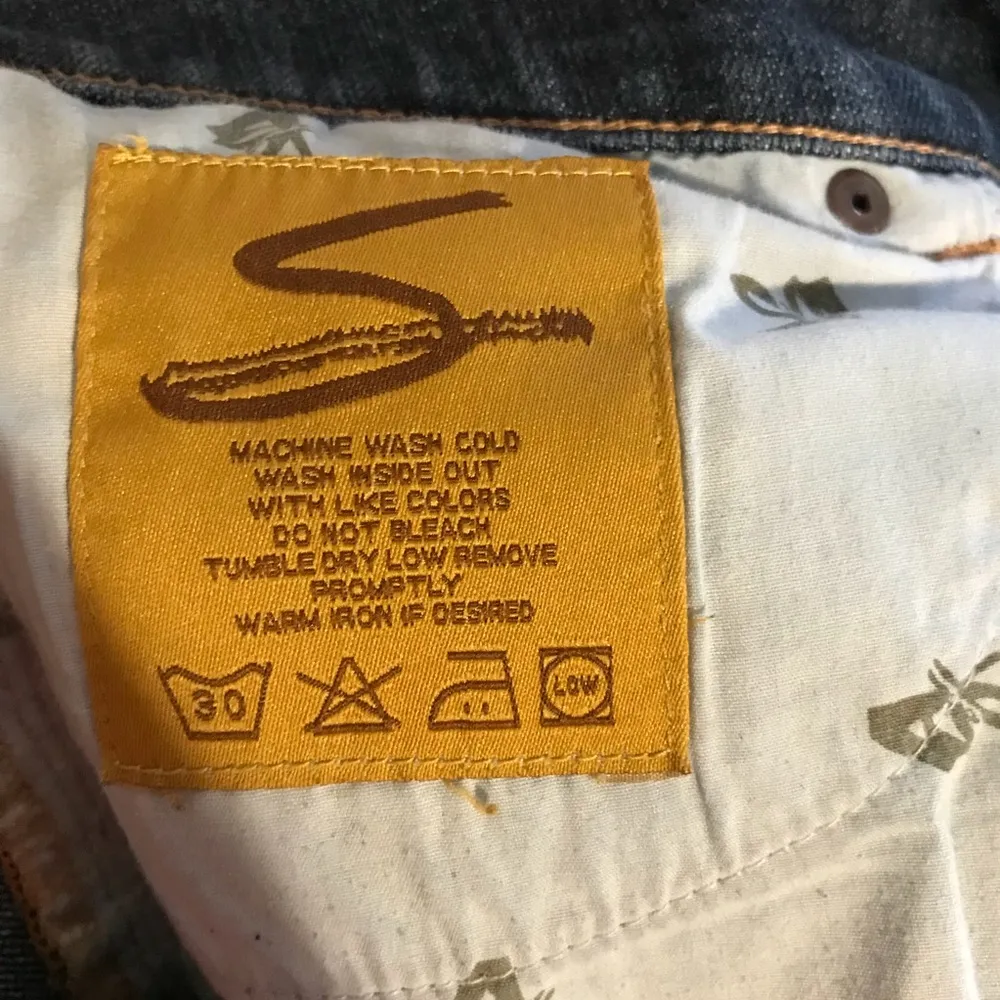 S
MACHINE WASH COLD
WASH INSIDE OUT
WITH LIKE COLORS
DO NOT BLEACH
TUMBLE DRY LOW REMOVE
PROMPTLY
WARM IRON IF DESIRED
30 LOW